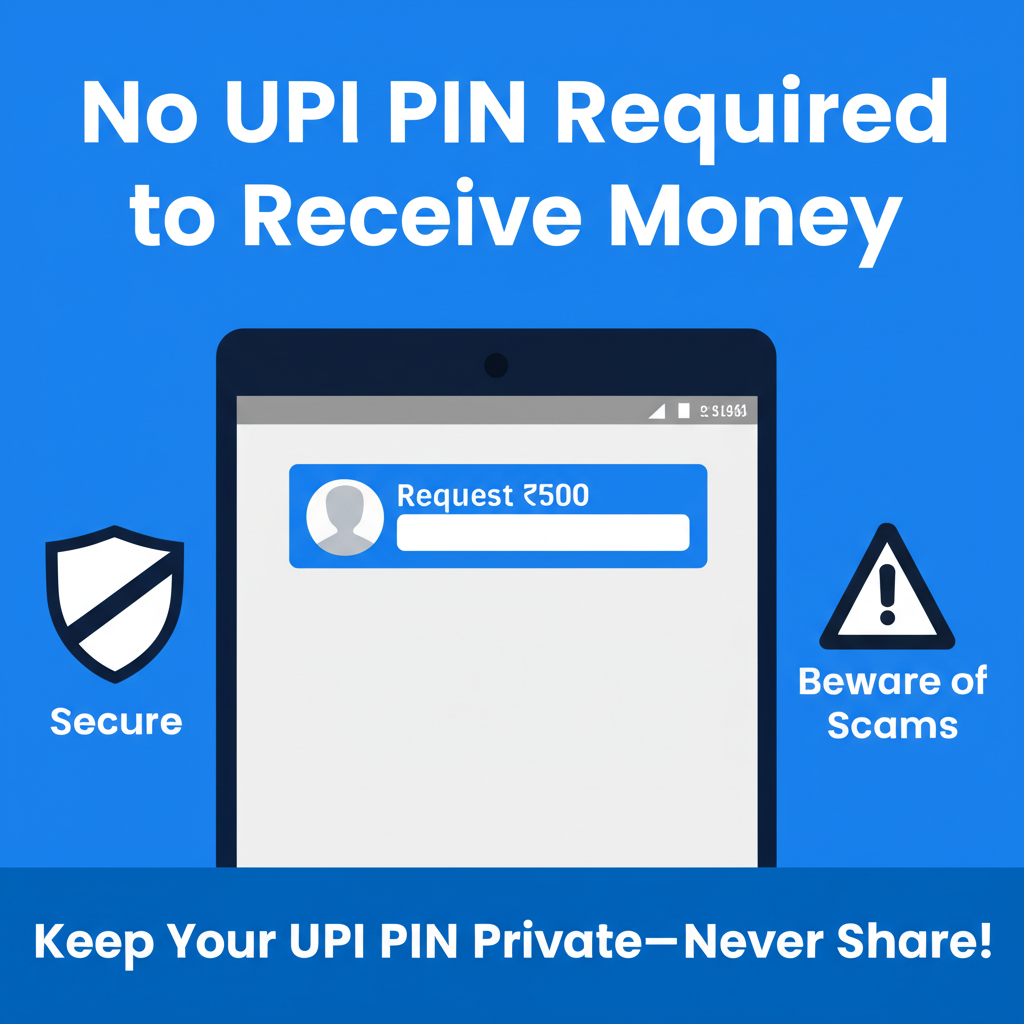 No UPI PIN Required
to Receive Money
Request ₹500
Secure
Beware of
Scams
Keep Your UPI PIN Private—Never Share!